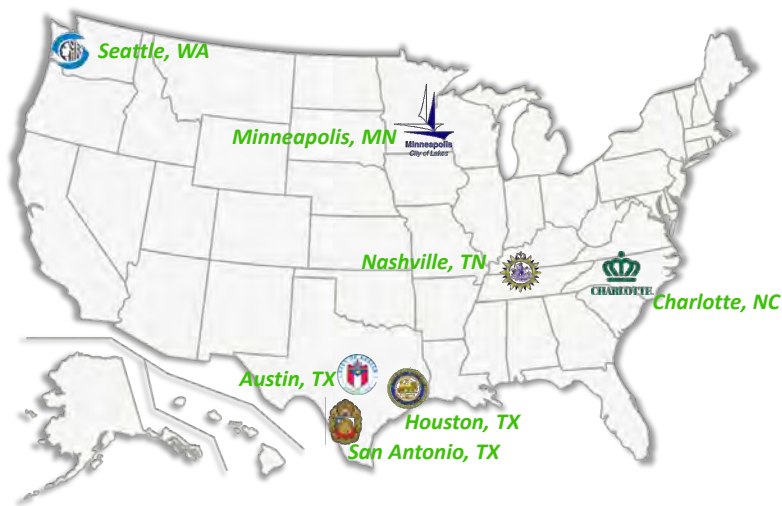 Seattle, WA
Minneapolis, MN
Minneapolis
City of Lakes
Nashville, TN
CHARLOTTE.
Charlotte, NC
Austin, TX
Houston, TX
San Antonio, TX